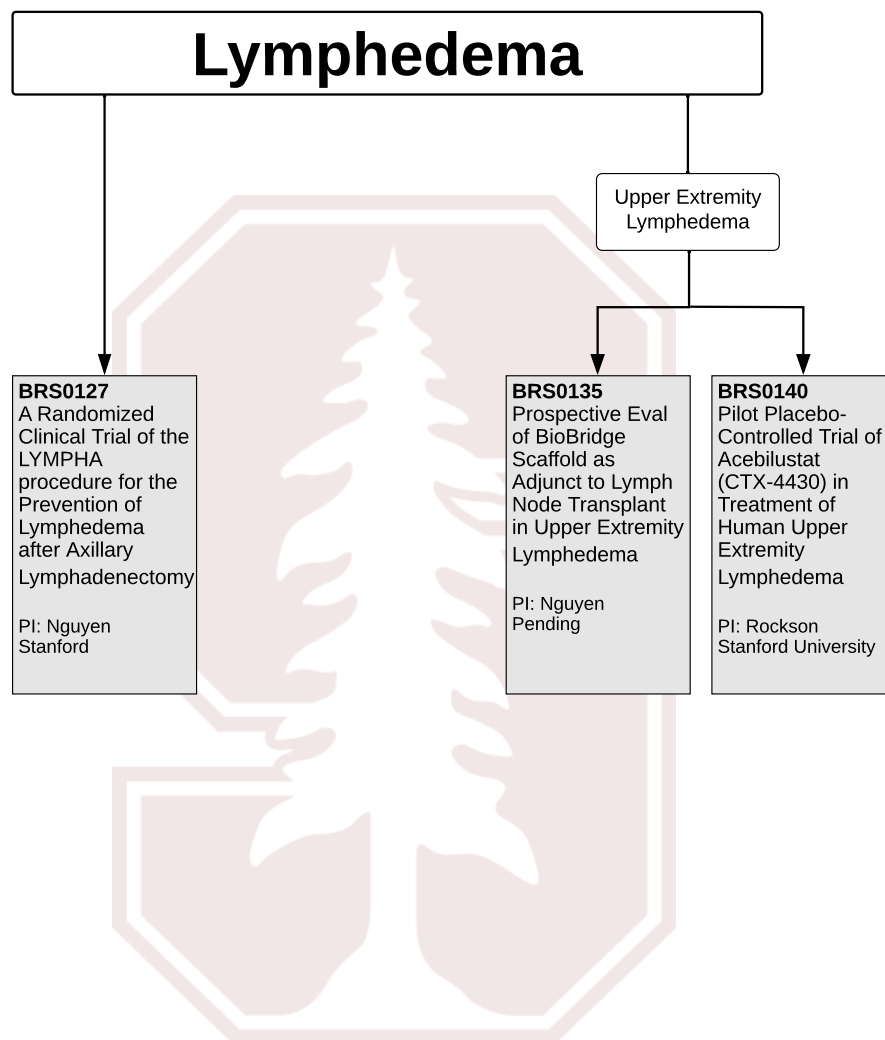 Lymphedema
Upper Extremity
Lymphedema
BRS0127
A Randomized
Clinical Trial of the
LYMPHA
procedure for the
Prevention of
Lymphedema
after Axillary
Lymphadenectomy
PI: Nguyen
Stanford
BRS0135
Prospective Eval
of BioBridge
Scaffold as
Adjunct to Lymph
Node Transplant
in Upper Extremity
Lymphedema
PI: Nguyen
Pending
BRS0140
Pilot Placebo-
Controlled Trial of
Acebilustat
(CTX-4430) in
Treatment of
Human Upper
Extremity
Lymphedema
PI: Rockson
Stanford University